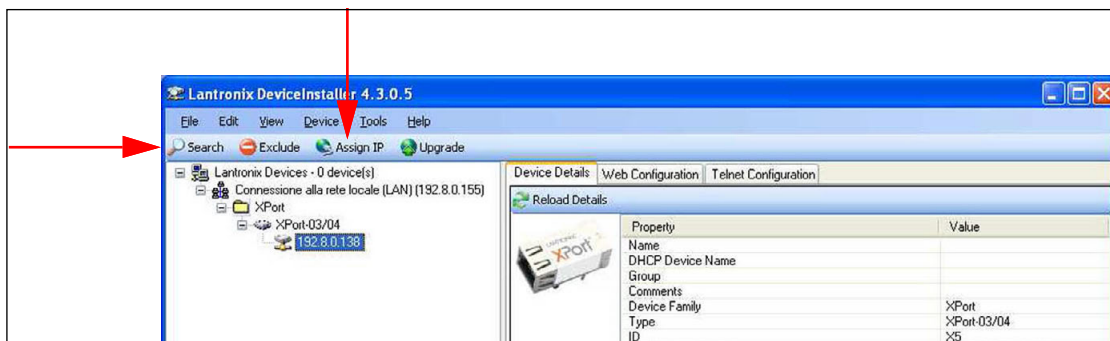 Lantronix DeviceInstaller 4.3.0.5
File Edit View Device Tools Help
Search Exclude Assign IP Upgrade
Lantronix Devices - 0 device(s)
Connessione alla rete locale (LAN) (192.8.0.155)
XPort
XPort-03/04
192.8.0.138
Device Details Web Configuration Telnet Configuration
Reload Details
LANTRONIX
XPort
Property Value
Name
DHCP Device Name
Group
Comments
Device Family XPort
Type XPort-03/04
ID X5